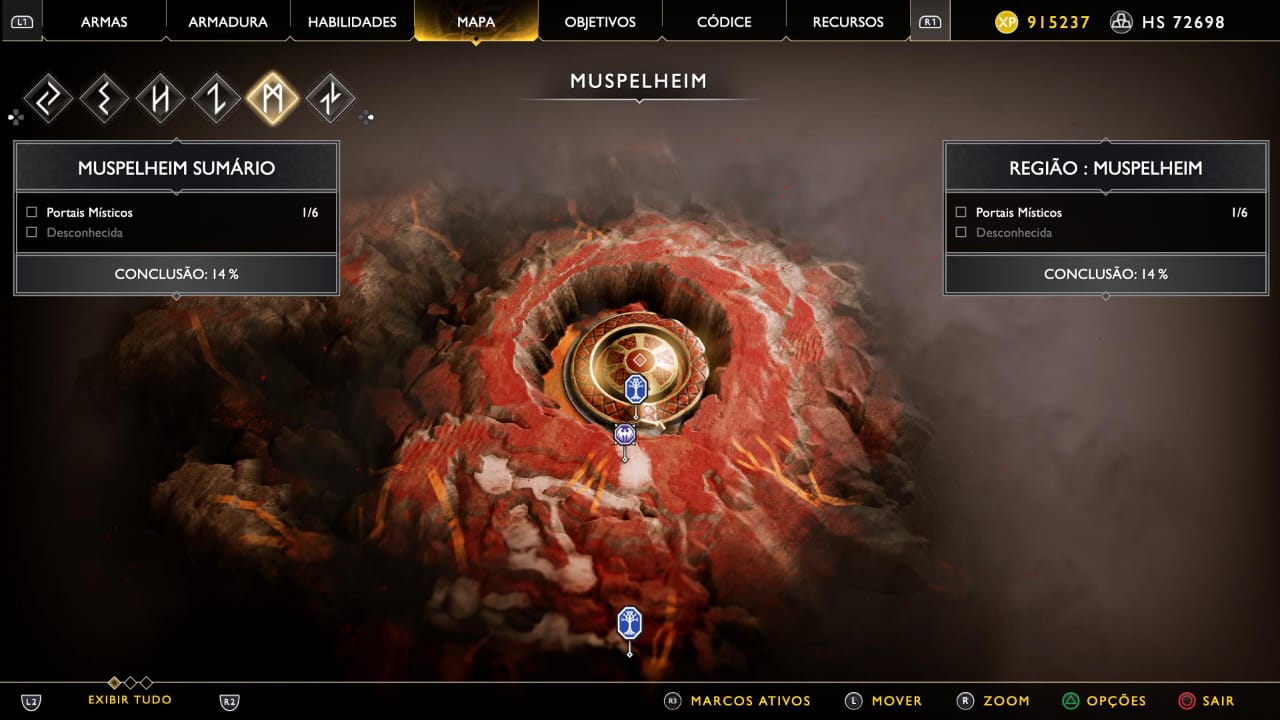 L1 ARMAS ARMADURA HABILIDADES MAPA OBJETIVOS CÓDICE RECURSOS R1 XP 915237 HS 72698
MUSPELHEIM
MUSPELHEIM SUMÁRIO
Portais Místicos 1/6
Desconhecida
CONCLUSÃO: 14 %
REGIÃO : MUSPELHEIM
Portais Místicos 1/6
Desconhecida
CONCLUSÃO: 14 %
L2 EXIBIR TUDO R2 R3 MARCOS ATIVOS L MOVER R ZOOM OPÇÕES SAIR